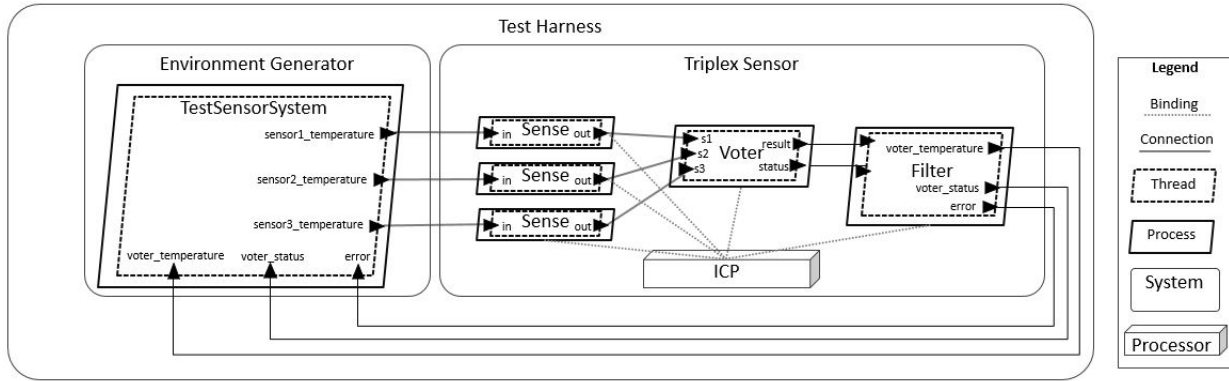 Test Harness
Environment Generator
TestSensorSystem
sensor1_temperature
sensor2_temperature
sensor3_temperature
voter_temperature voter_status error
Triplex Sensor
in Sense out
in Sense out
in Sense out
s1
s2
s3
Voter
result
status
voter_temperature
Filter
voter_status
error
ICP
Legend
Binding
Connection
Thread
Process
System
Processor